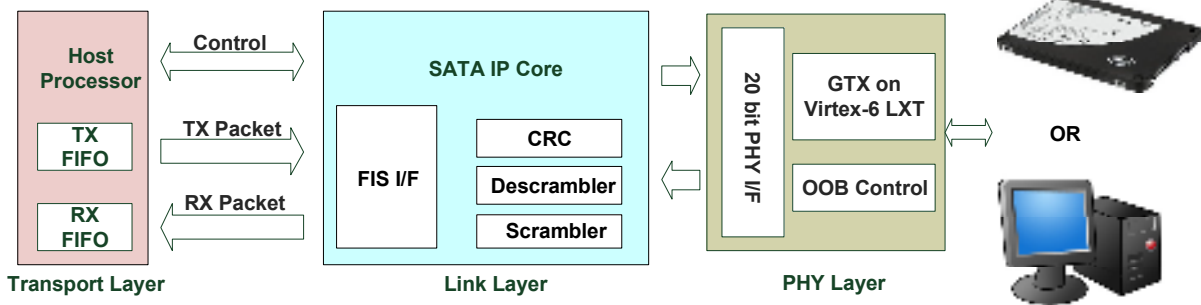 Host
Processor
TX
FIFO
RX
FIFO
Transport Layer
Control
TX Packet
RX Packet
SATA IP Core
FIS I/F
CRC
Descrambler
Scrambler
Link Layer
20 bit PHY I/F
GTX on
Virtex-6 LXT
OOB Control
PHY Layer
OR